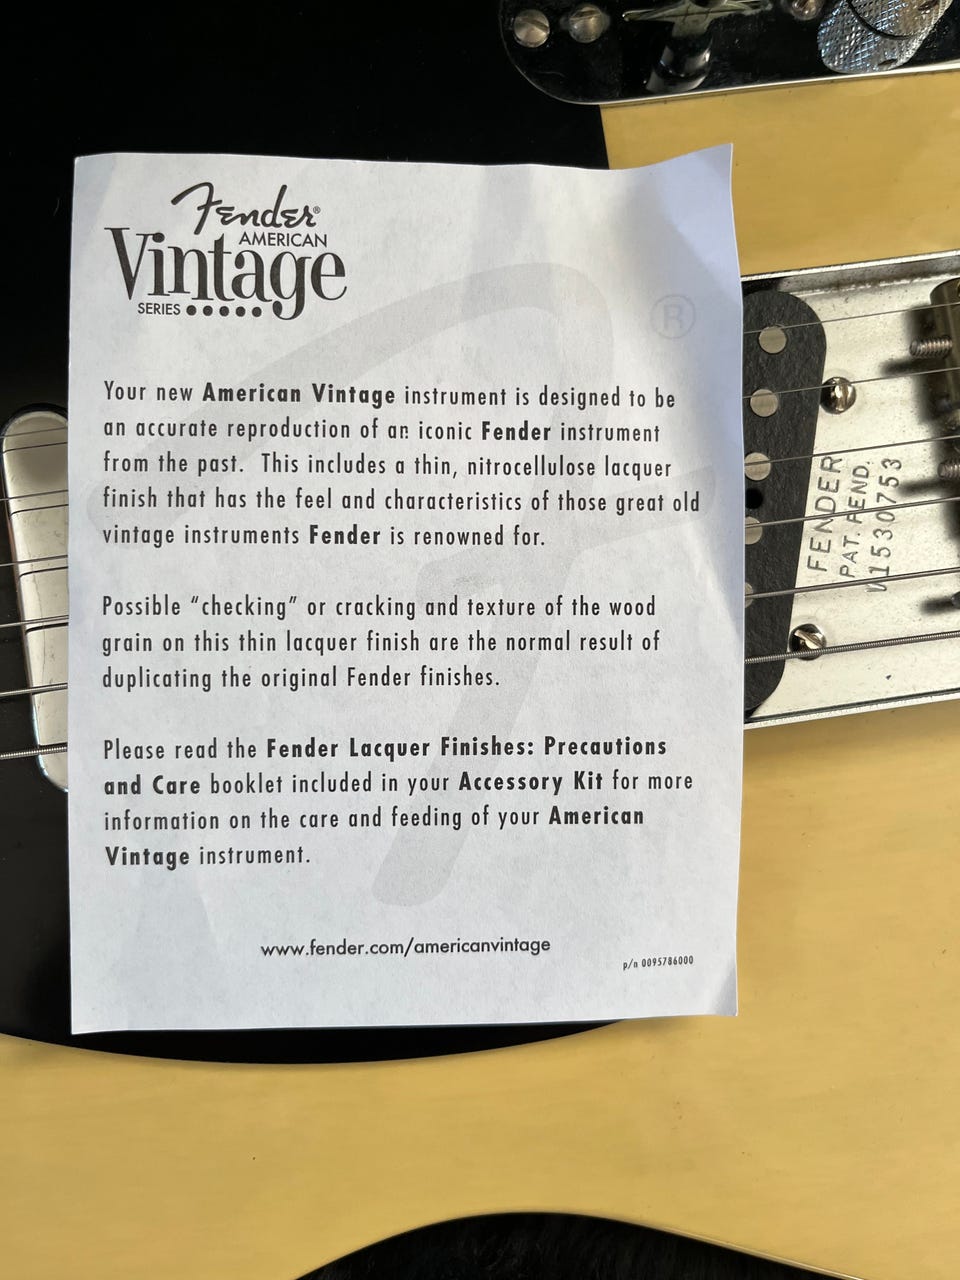 Fender®
AMERICAN
Vintage
SERIES •••••
®
Your new American Vintage instrument is designed to be
an accurate reproduction of an iconic Fender instrument
from the past. This includes a thin, nitrocellulose lacquer
finish that has the feel and characteristics of those great old
vintage instruments Fender is renowned for.
Possible “checking” or cracking and texture of the wood
grain on this thin lacquer finish are the normal result of
duplicating the original Fender finishes.
Please read the Fender Lacquer Finishes: Precautions
and Care booklet included in your Accessory Kit for more
information on the care and feeding of your American
Vintage instrument.
www.fender.com/americanvintage
p/n 0095786000
FENDER
PAT. PEND.
V1530753